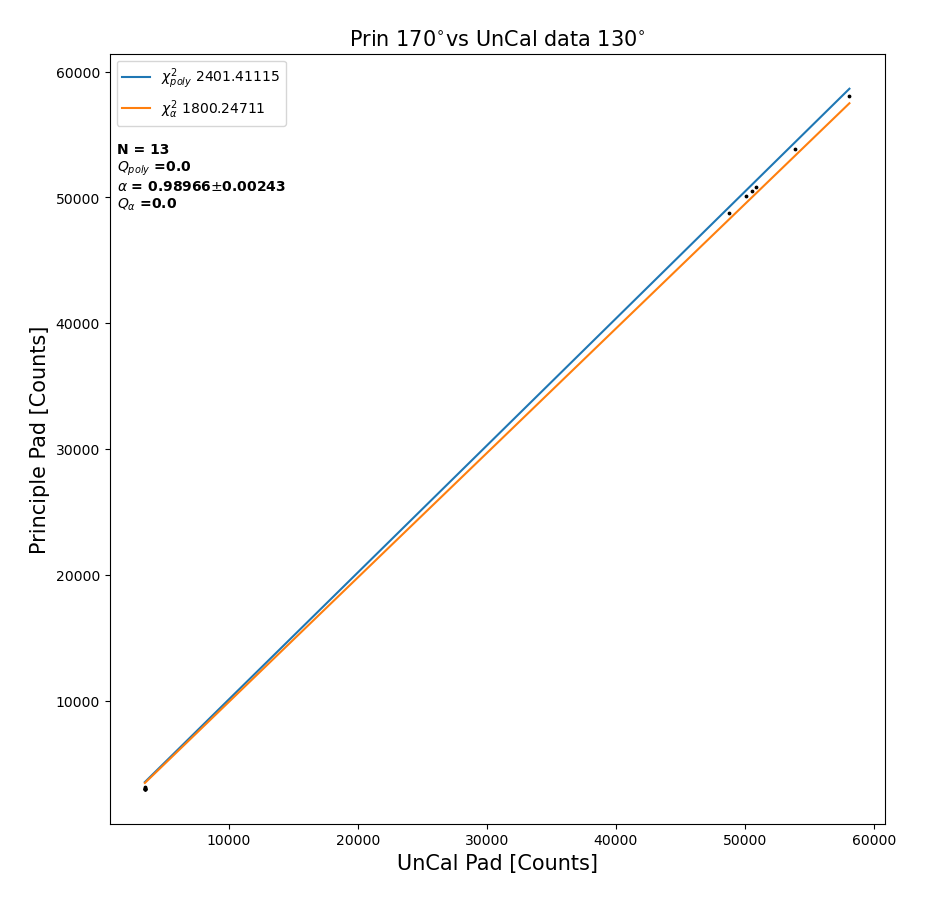 Prin 170°vs UnCal data 130°
χ²poly 2401.41115
χ²α 1800.24711
N = 13
Qpoly =0.0
α = 0.98966±0.00243
Qα =0.0
Principle Pad [Counts]
60000
50000
40000
30000
20000
10000
10000 20000 30000 40000 50000 60000
UnCal Pad [Counts]